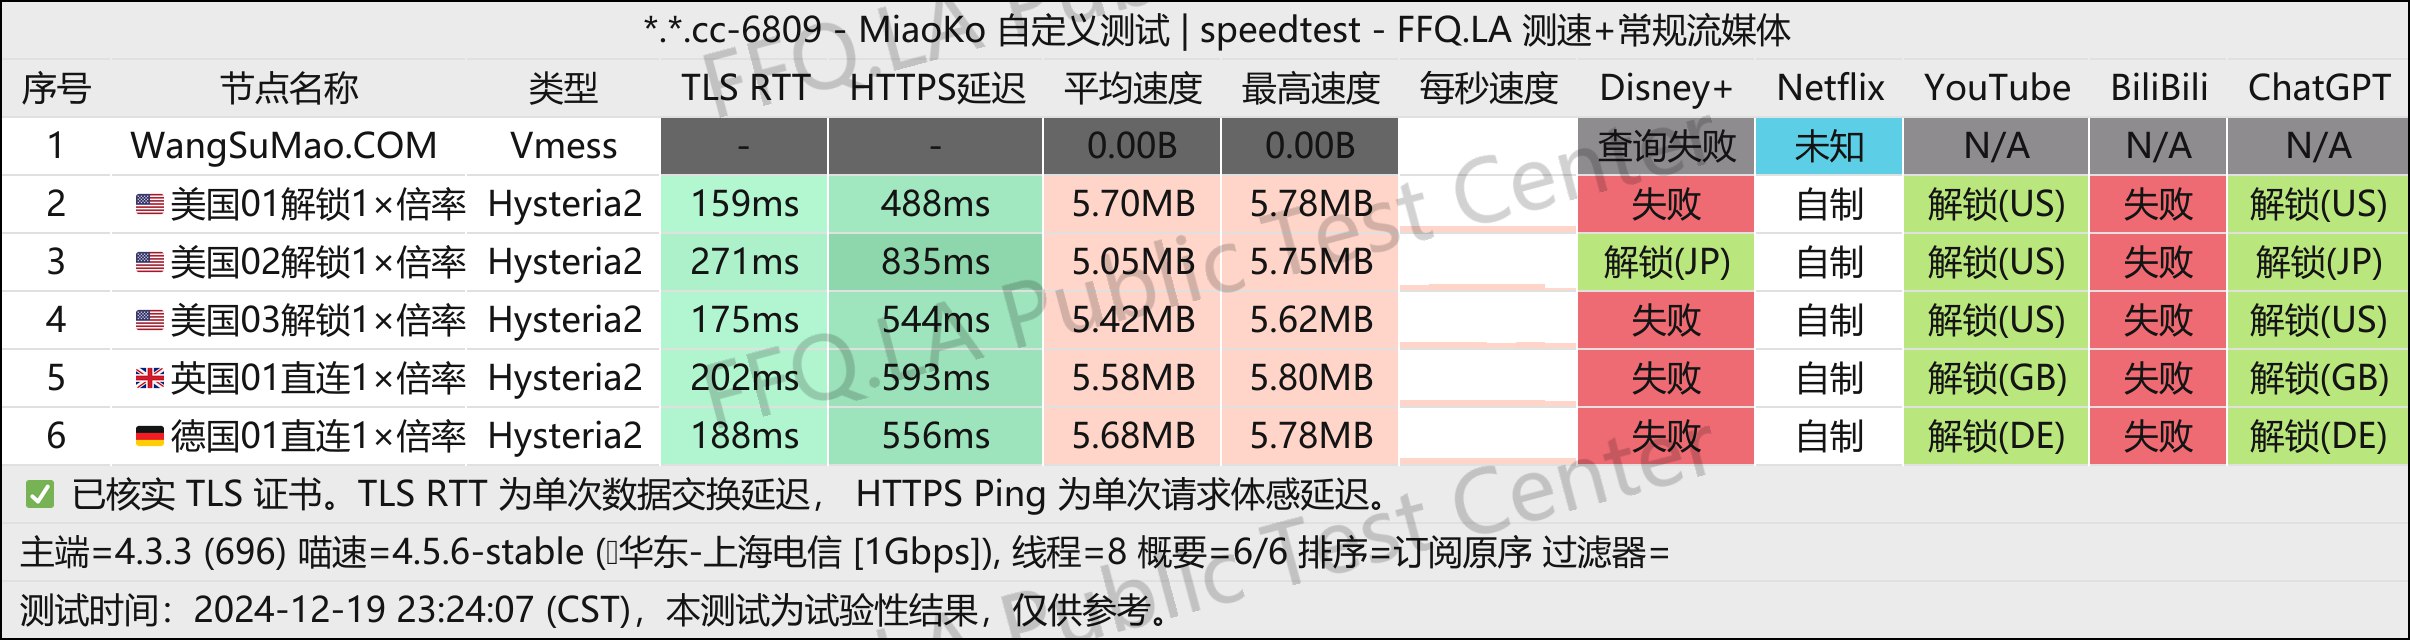 *.*.cc-6809 - MiaoKo 自定义测试 | speedtest - FFQ.LA 测速+常规流媒体
序号 节点名称 类型 TLS RTT HTTPS延迟 平均速度 最高速度 每秒速度 Disney+ Netflix YouTube BiliBili ChatGPT
1 WangSuMao.COM Vmess - - 0.00B 0.00B 查询失败 未知 N/A N/A N/A
2 🇺🇸美国01解锁1×倍率 Hysteria2 159ms 488ms 5.70MB 5.78MB 失败 自制 解锁(US) 失败 解锁(US)
3 🇺🇸美国02解锁1×倍率 Hysteria2 271ms 835ms 5.05MB 5.75MB 解锁(JP) 自制 解锁(US) 失败 解锁(JP)
4 🇺🇸美国03解锁1×倍率 Hysteria2 175ms 544ms 5.42MB 5.62MB 失败 自制 解锁(US) 失败 解锁(US)
5 🇬🇧英国01直连1×倍率 Hysteria2 202ms 593ms 5.58MB 5.80MB 失败 自制 解锁(GB) 失败 解锁(GB)
6 🇩🇪德国01直连1×倍率 Hysteria2 188ms 556ms 5.68MB 5.78MB 失败 自制 解锁(DE) 失败 解锁(DE)
✅ 已核实 TLS 证书。TLS RTT 为单次数据交换延迟， HTTPS Ping 为单次请求体感延迟。
主端=4.3.3 (696) 喵速=4.5.6-stable (华东-上海电信 [1Gbps]), 线程=8 概要=6/6 排序=订阅原序 过滤器=
测试时间：2024-12-19 23:24:07 (CST)，本测试为试验性结果，仅供参考。
FFQ.LA Public Test Center
FFQ.LA Public Test Center